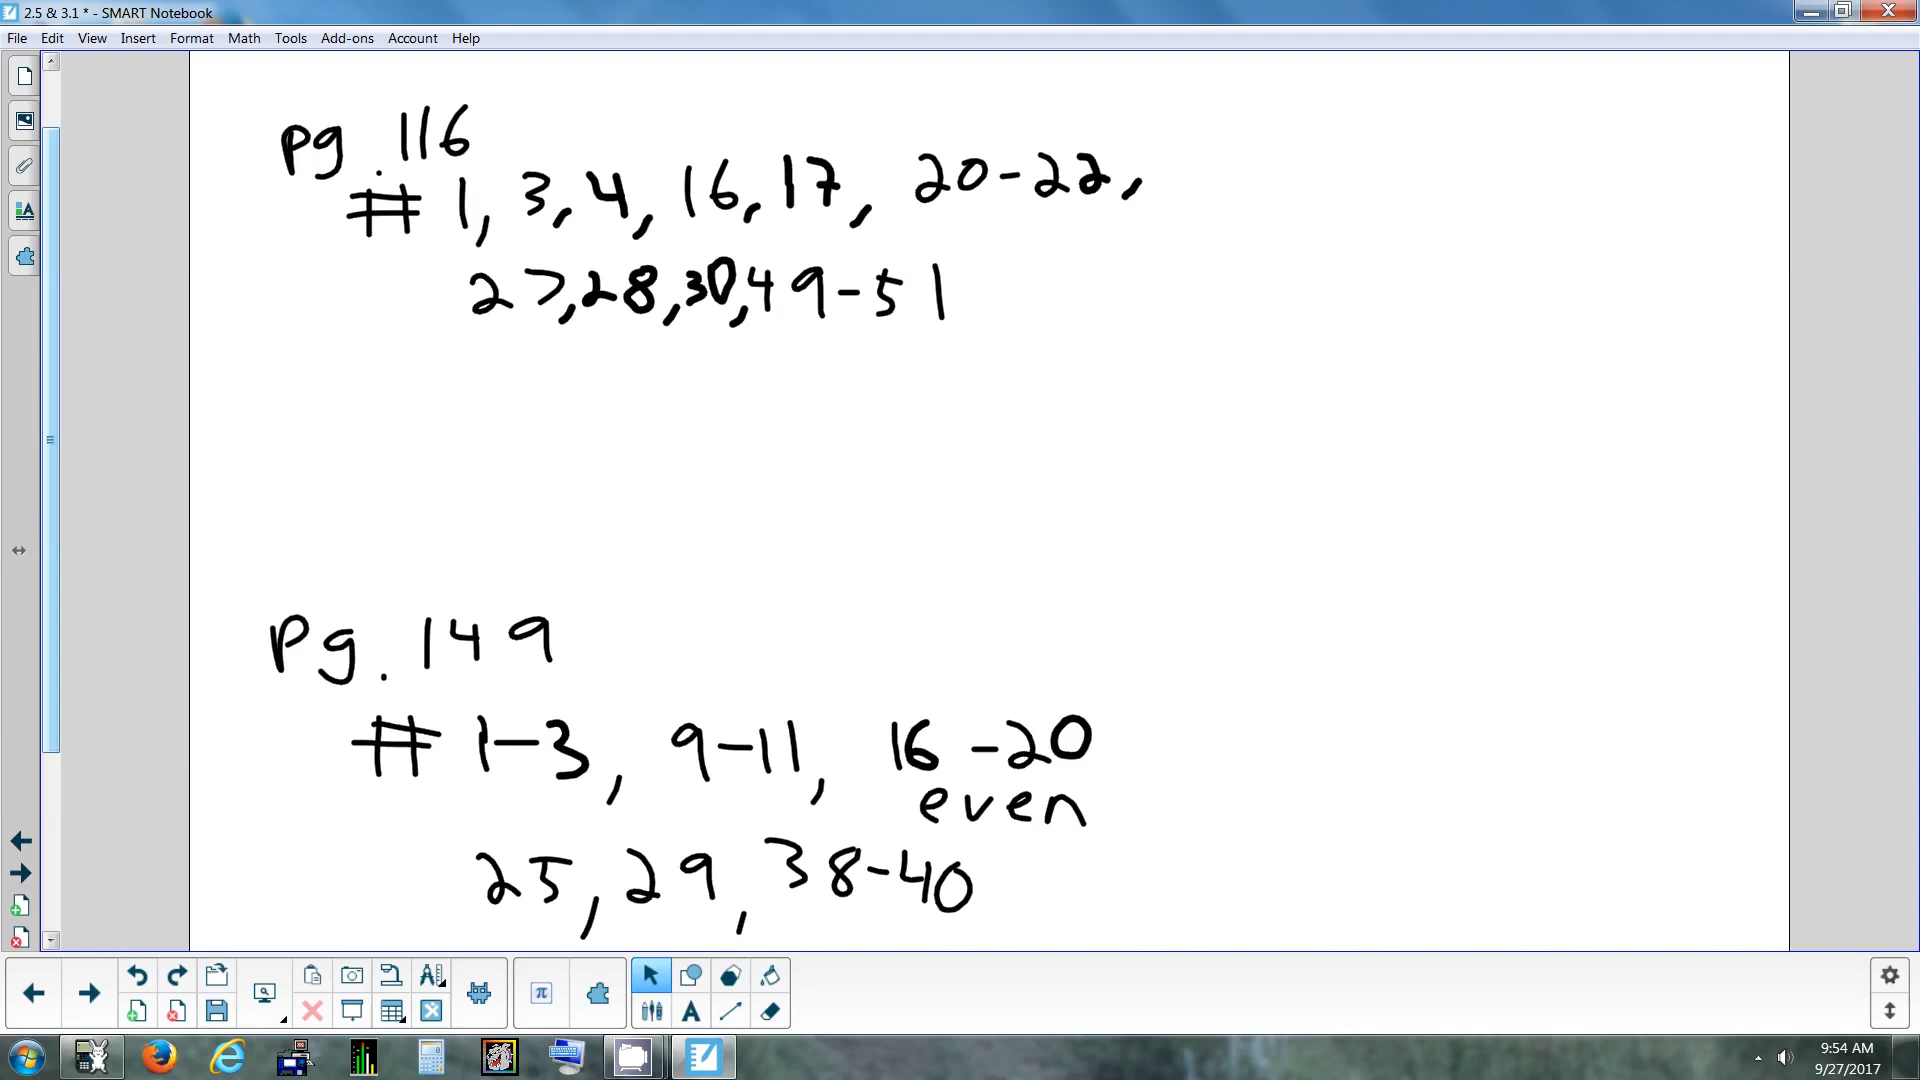 2.5 & 3.1 * - SMART Notebook
File Edit View Insert Format Math Tools Add-ons Account Help
pg. 116
# 1, 3, 4, 16, 17, 20-22,
27, 28, 30, 49-51
Pg. 149
# 1-3, 9-11, 16-20
even
25, 29, 38-40
π
A
9:54 AM
9/27/2017